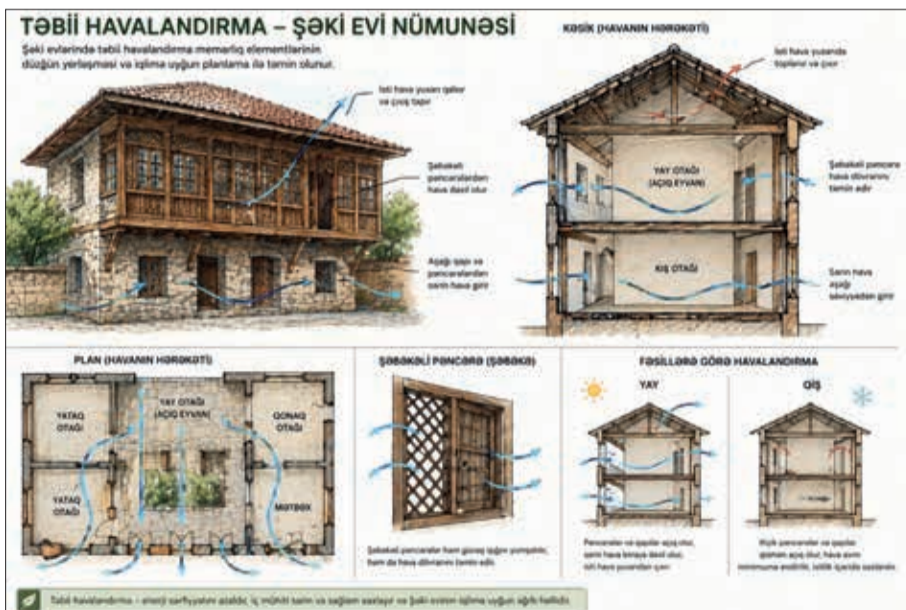 TƏBİİ HAVALANDIRMA – ŞƏKİ EVİ NÜMUNƏSİ
Şəki evlərində təbii havalandırma memarlıq elementlərinin
düzgün yerləşməsi və iqlimə uyğun planlama ilə təmin olunur.
İsti hava yuxarı qalxır
və çıxış tapır
Şəbəkəli
pəncərələrdən
hava daxil olur
Aşağı qapı və
pəncərələrdən
sərin hava girir
KƏSİK (HAVANIN HƏRƏKƏTİ)
İsti hava yuxarıda
toplanır və çıxır
YAY OTAĞI
(AÇIQ EYVAN)
Şəbəkəli pəncərə
hava dövranını
təmin edir
KIŞ OTAĞI
Sərin hava
aşağı
səviyyədən girir
PLAN (HAVANIN HƏRƏKƏTİ)
YATAQ
OTAĞI
YAY OTAĞI
(AÇIQ EYVAN)
QONAQ
OTAĞI
YATAQ
OTAĞI
MƏTBƏX
ŞƏBƏKƏLİ PƏNCƏRƏ (ŞƏBƏKƏ)
Şəbəkəli pəncərələr həm günəş işığını yumşaldır,
həm də hava dövranını təmin edir.
FƏSİLLƏRƏ GÖRƏ HAVALANDIRMA
YAY
Pəncərələr və qapılar açıq olur,
sərin hava binaya daxil olur,
isti hava yuxarıdan çıxır.
QIŞ
Kiçik pəncərələr və qapılar
qismən açıq olur, hava axını
minimuma endirilir, istilik içəridə saxlanılır.
Təbii havalandırma – enerji sərfiyyatını azaldır, iç mühiti sərin və sağlam saxlayır və Şəki evinin iqlimə uyğun ağıllı həllidir.